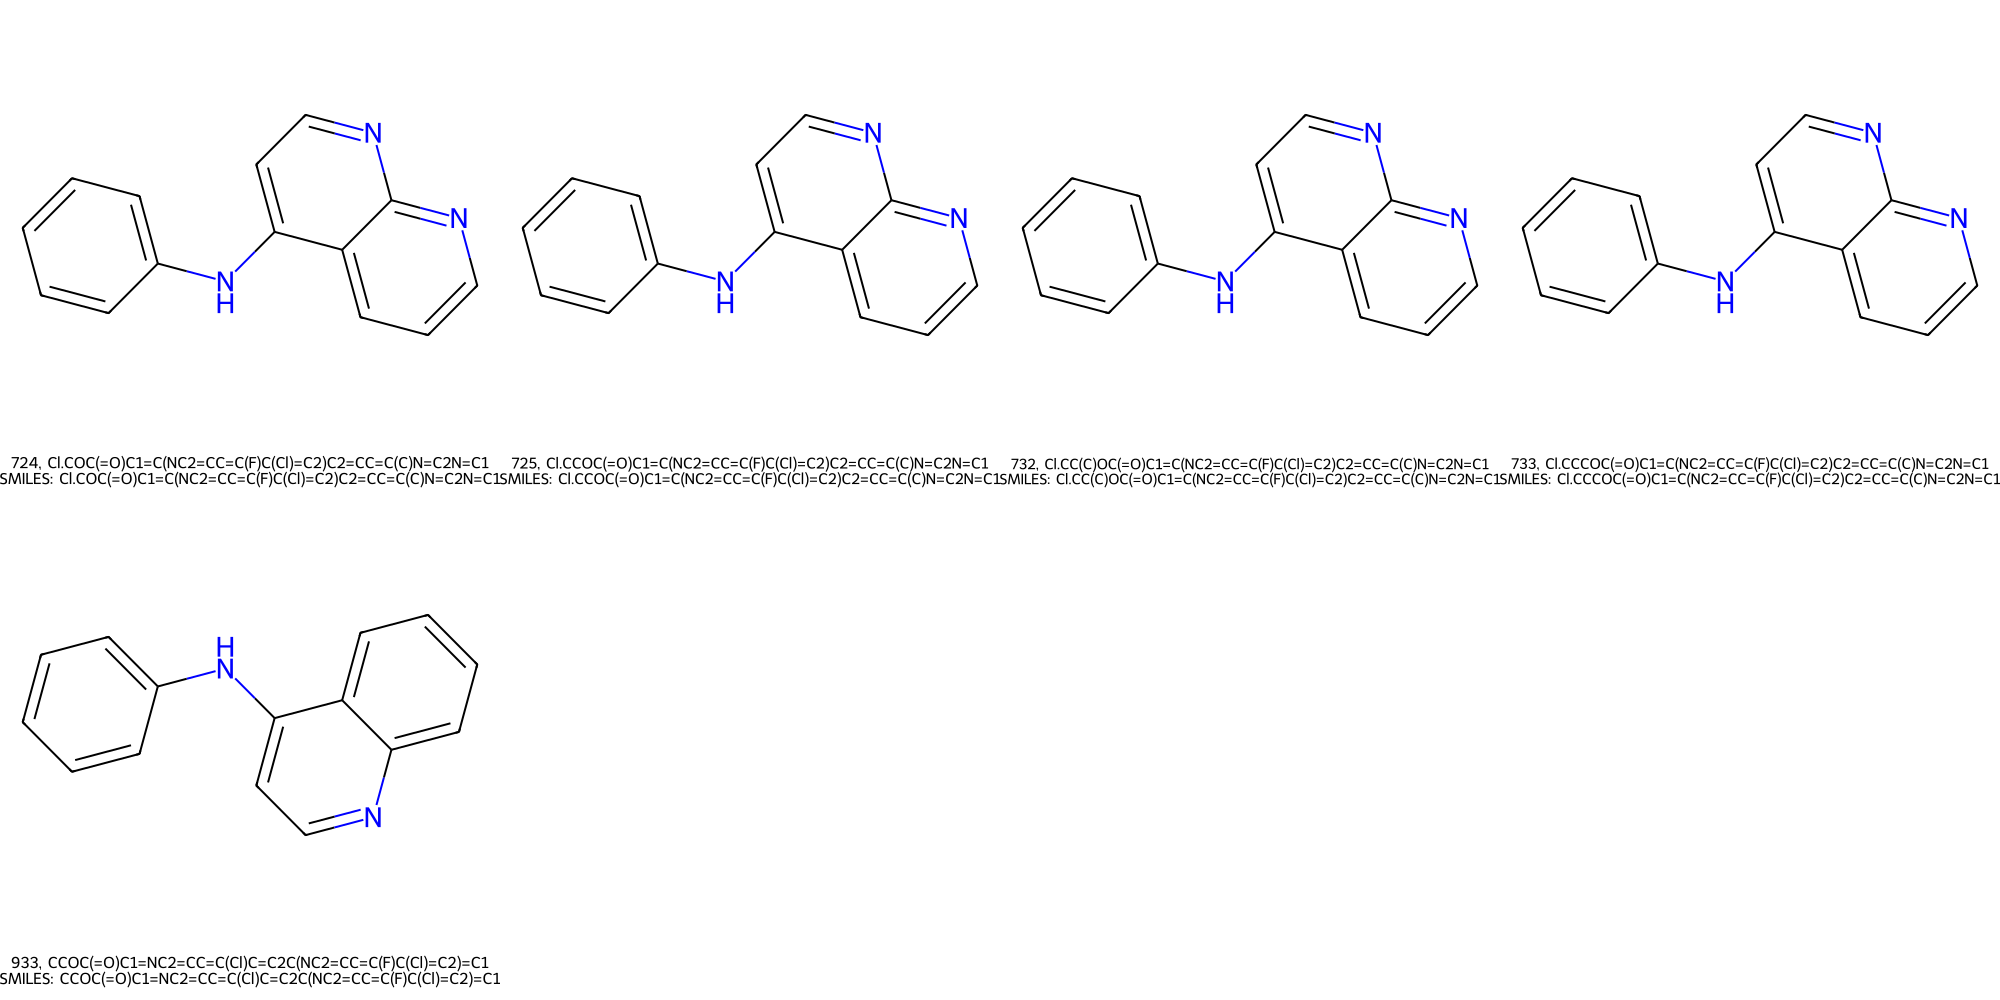 N
N
N
H
N
N
N
H
N
N
N
H
N
N
N
H
724, Cl.COC(=O)C1=C(NC2=CC=C(F)C(Cl)=C2)C2=CC=C(C)N=C2N=C1
SMILES: Cl.COC(=O)C1=C(NC2=CC=C(F)C(Cl)=C2)C2=CC=C(C)N=C2N=C1
725, Cl.CCOC(=O)C1=C(NC2=CC=C(F)C(Cl)=C2)C2=CC=C(C)N=C2N=C1
SMILES: Cl.CCOC(=O)C1=C(NC2=CC=C(F)C(Cl)=C2)C2=CC=C(C)N=C2N=C1
732, Cl.CC(C)OC(=O)C1=C(NC2=CC=C(F)C(Cl)=C2)C2=CC=C(C)N=C2N=C1
SMILES: Cl.CC(C)OC(=O)C1=C(NC2=CC=C(F)C(Cl)=C2)C2=CC=C(C)N=C2N=C1
733, Cl.CCCOC(=O)C1=C(NC2=CC=C(F)C(Cl)=C2)C2=CC=C(C)N=C2N=C1
SMILES: Cl.CCCOC(=O)C1=C(NC2=CC=C(F)C(Cl)=C2)C2=CC=C(C)N=C2N=C1
H
N
N
933, CCOC(=O)C1=NC2=CC=C(Cl)C=C2C(NC2=CC=C(F)C(Cl)=C2)=C1
SMILES: CCOC(=O)C1=NC2=CC=C(Cl)C=C2C(NC2=CC=C(F)C(Cl)=C2)=C1